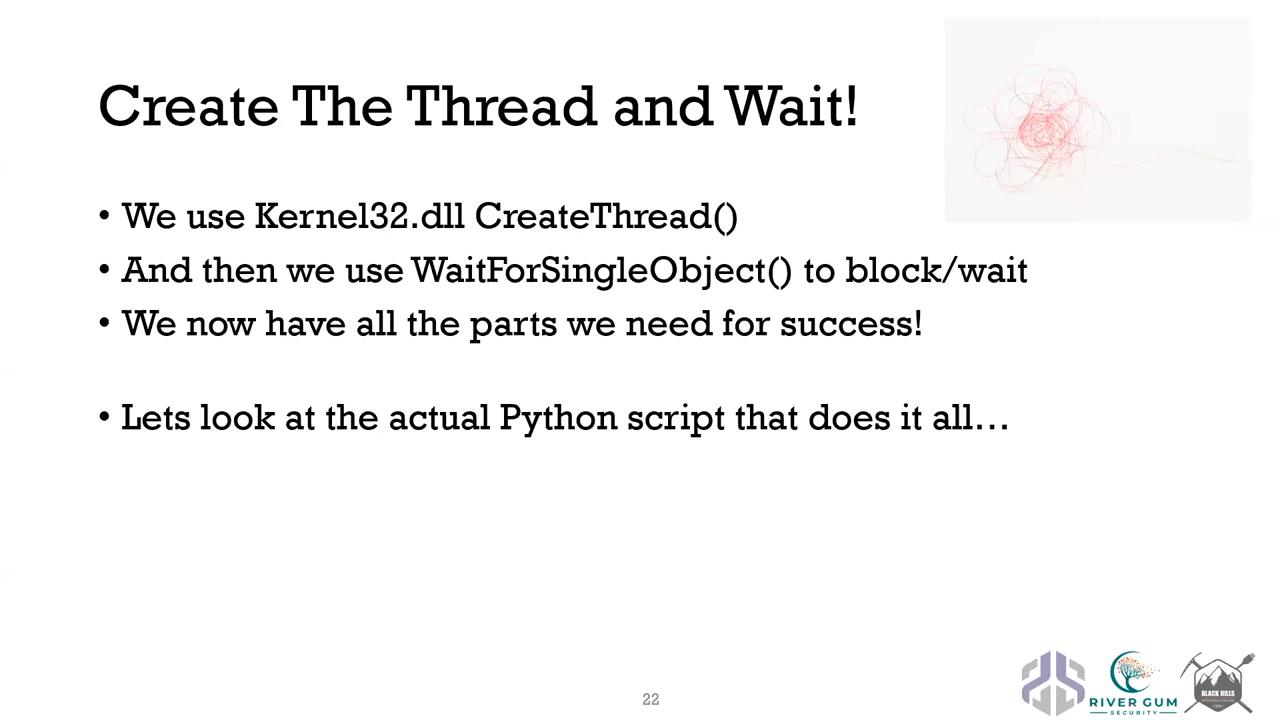 Create The Thread and Wait!
• We use Kernel32.dll CreateThread()
• And then we use WaitForSingleObject() to block/wait
• We now have all the parts we need for success!
• Lets look at the actual Python script that does it all…
22
RIVER GUM
SECURITY
BLACK HILLS